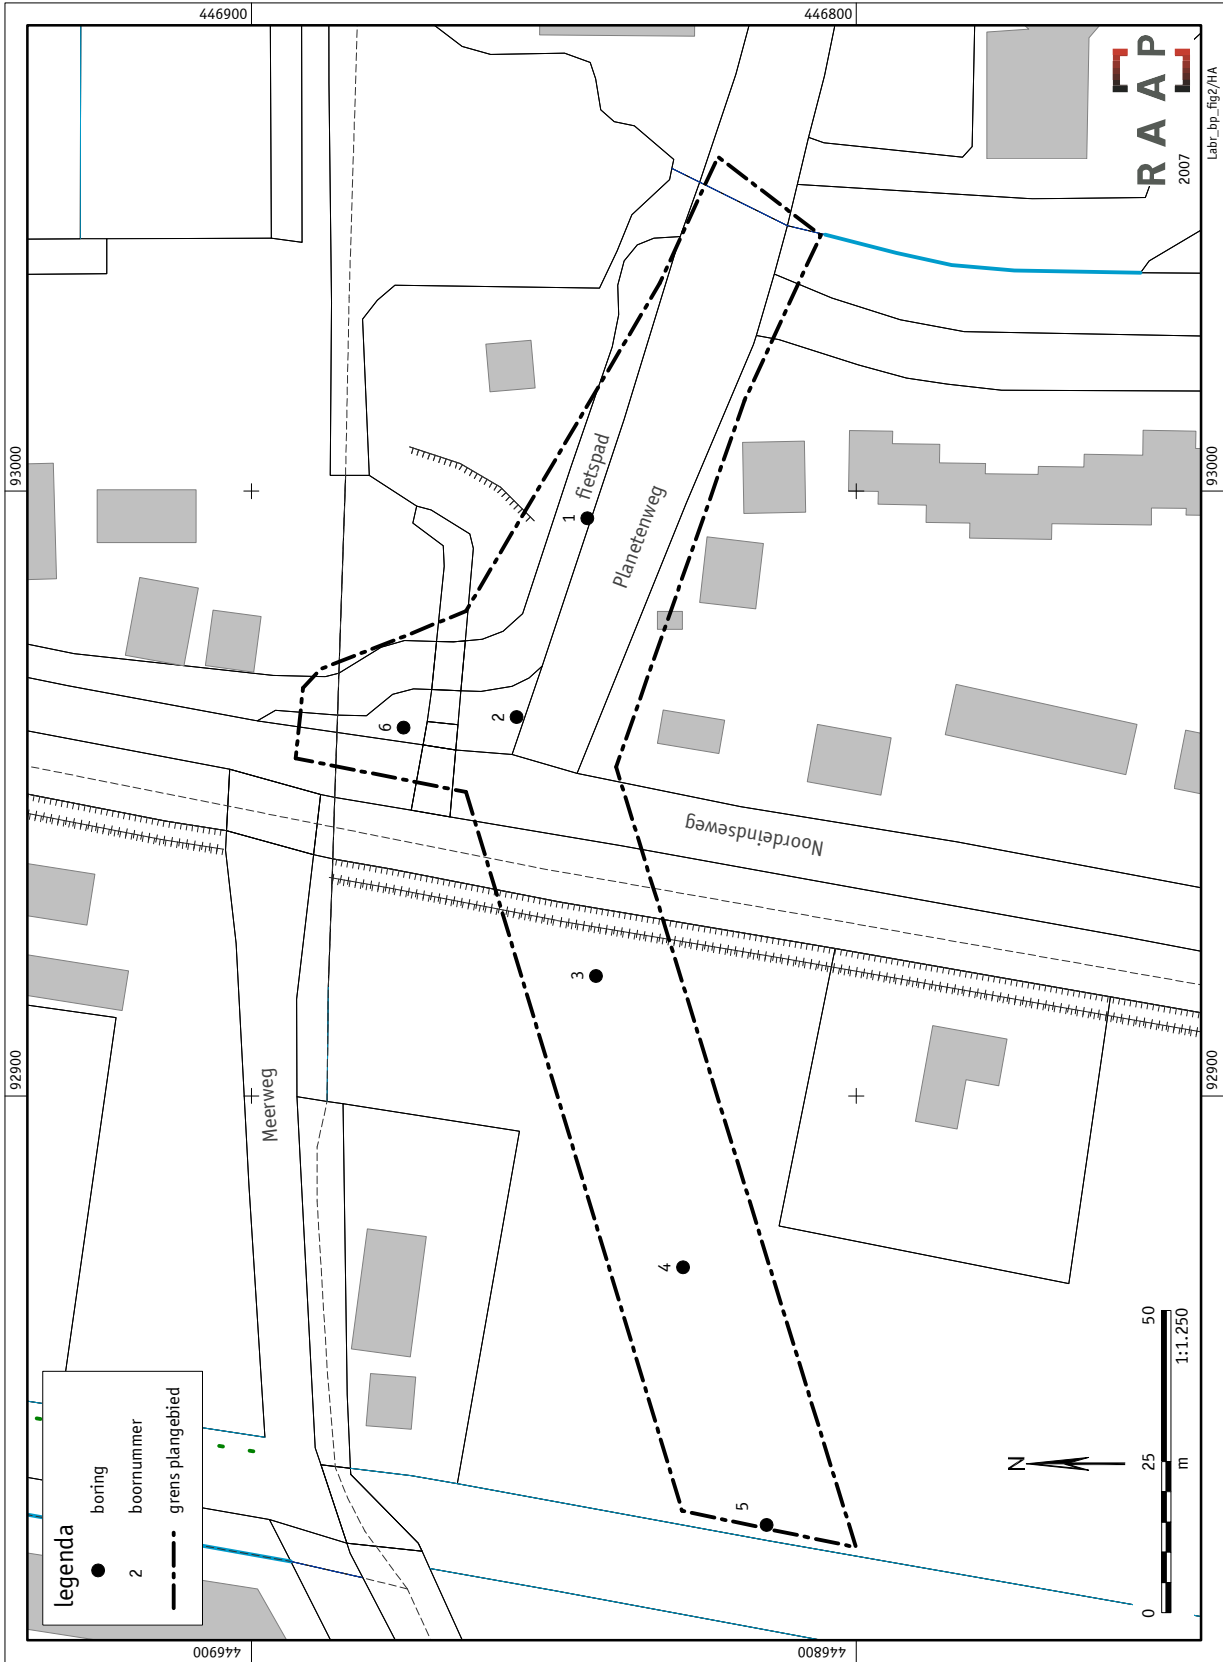 446900
446800
93000
93000
92900
92900
446900
446800
fietspad
1
Planetenweg
6
2
Noordeindseweg
3
Meerweg
4
5
legenda
boring
2 boornummer
grens plangebied
N
0 25 50
m 1:1.250
RAAP
2007
Labr_bp_fig2/HA